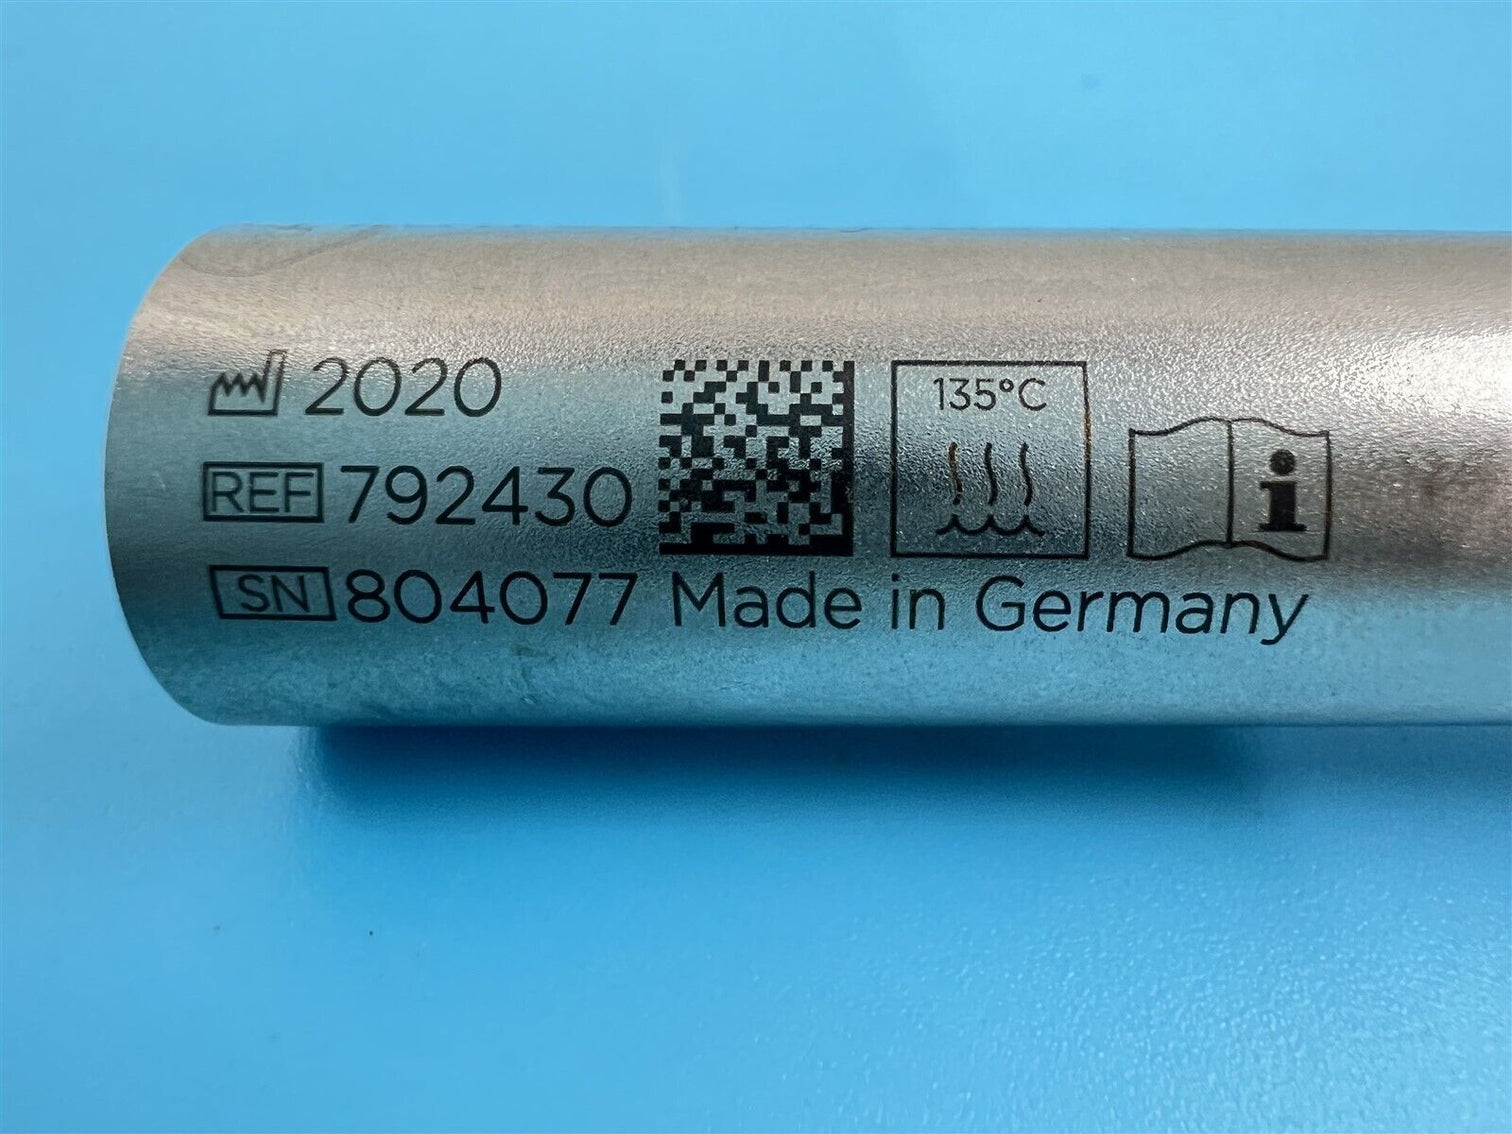 2020
REF 792430
SN 804077 Made in Germany
135°C
i